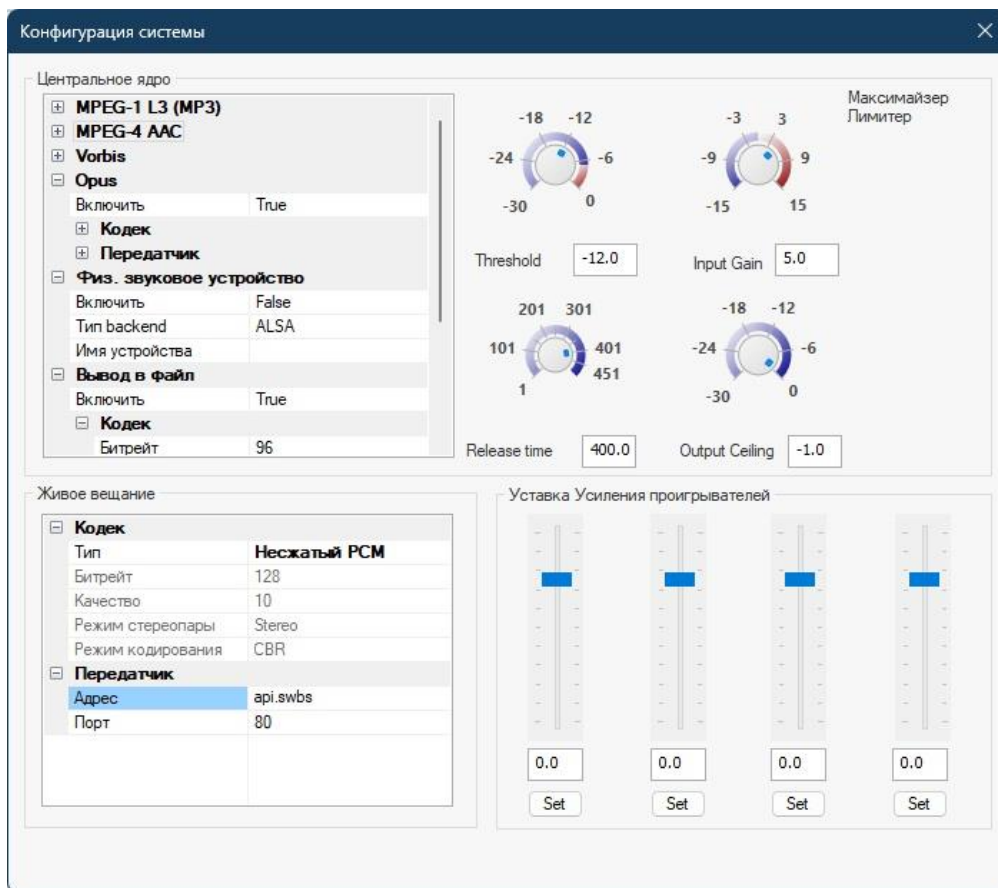 Конфигурация системы
Центральное ядро
MPEG-1 L3 (MP3)
MPEG-4 AAC
Vorbis
Opus
Включить True
Кодек
Передатчик
Физ. звуковое устройство
Включить False
Тип backend ALSA
Имя устройства
Вывод в файл
Включить True
Кодек
Битрейт 96
Максимайзер
Лимитер
-18 -12
-24 -6
-30 0
Threshold -12.0
-3 3
-9 9
-15 15
Input Gain 5.0
201 301
101 401
451
1
Release time 400.0
-18 -12
-24 -6
-30 0
Output Ceiling -1.0
Живое вещание
Кодек
Тип Несжатый PCM
Битрейт 128
Качество 10
Режим стереопары Stereo
Режим кодирования CBR
Передатчик
Адрес api.swbs
Порт 80
Уставка Усиления проигрывателей
0.0 0.0 0.0 0.0
Set Set Set Set